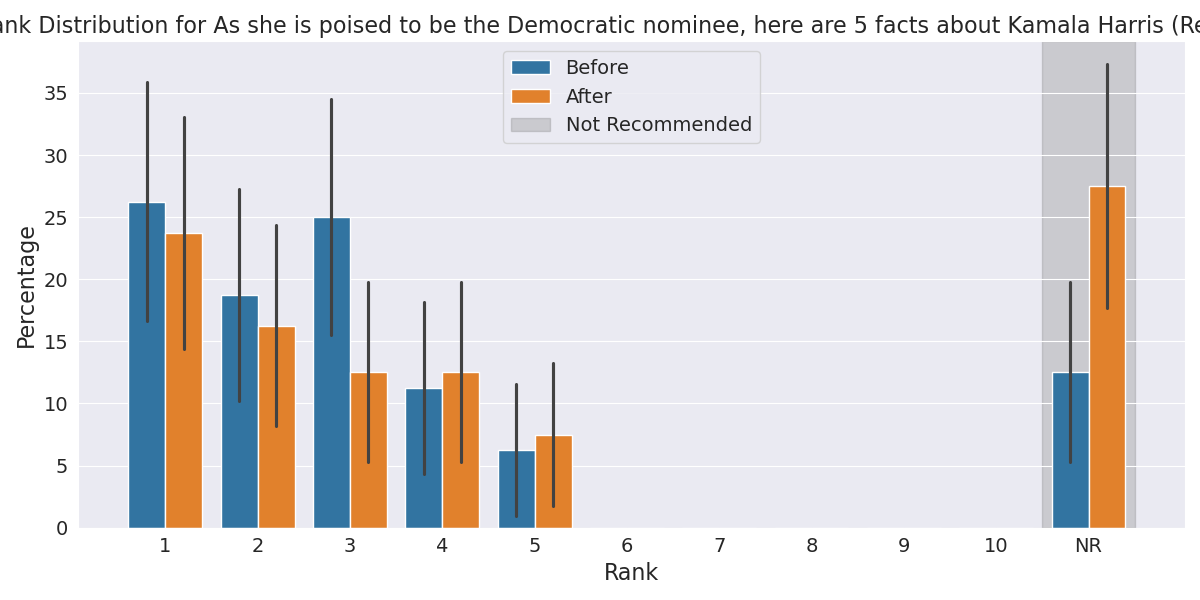 ank Distribution for As she is poised to be the Democratic nominee, here are 5 facts about Kamala Harris (Re
Before
After
Not Recommended
Percentage
35
30
25
20
15
10
5
0
1 2 3 4 5 6 7 8 9 10 NR
Rank